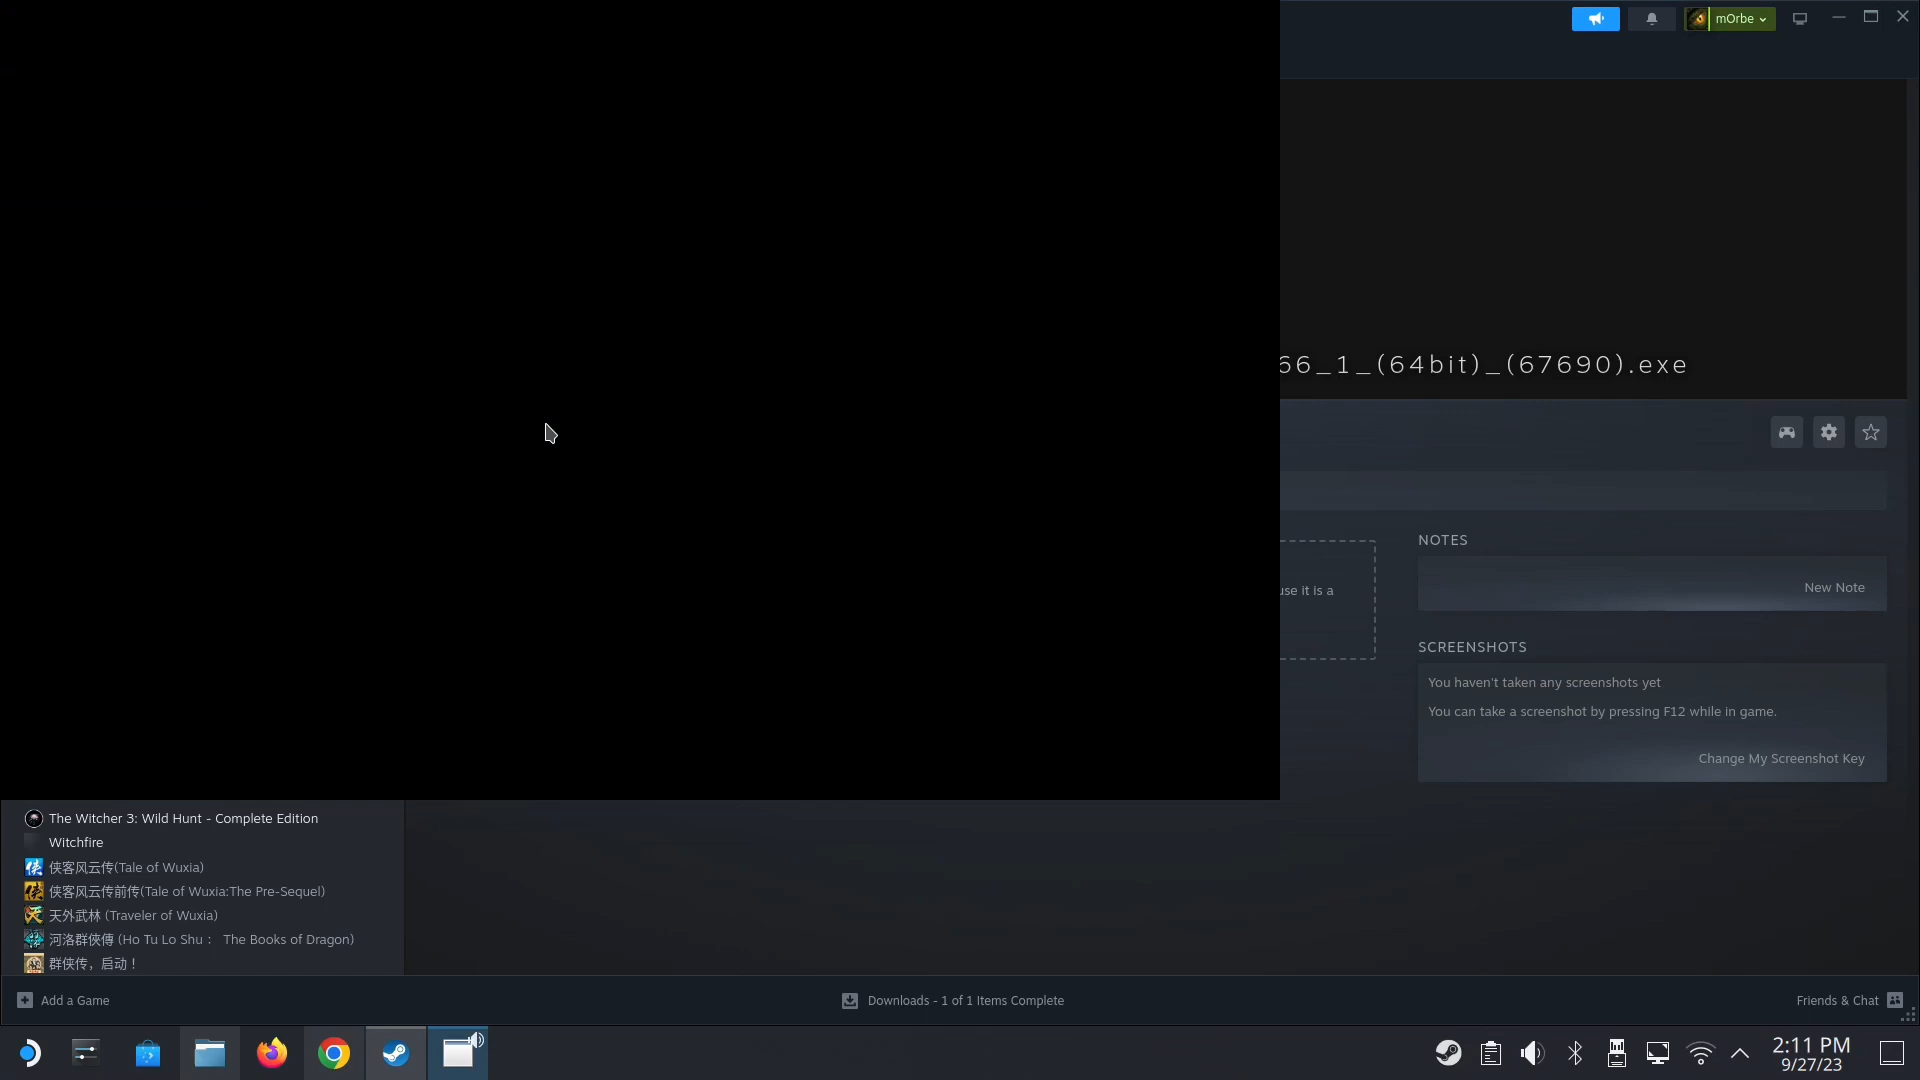 mOrbe
66_1_(64bit)_(67690).exe
use it is a
NOTES
New Note
SCREENSHOTS
You haven't taken any screenshots yet
You can take a screenshot by pressing F12 while in game.
Change My Screenshot Key
The Witcher 3: Wild Hunt - Complete Edition
Witchfire
侠客风云传(Tale of Wuxia)
侠客风云传前传(Tale of Wuxia:The Pre-Sequel)
天外武林 (Traveler of Wuxia)
河洛群俠傳 (Ho Tu Lo Shu ： The Books of Dragon)
群侠传，启动！
Add a Game
Downloads - 1 of 1 Items Complete
Friends & Chat
2:11 PM
9/27/23